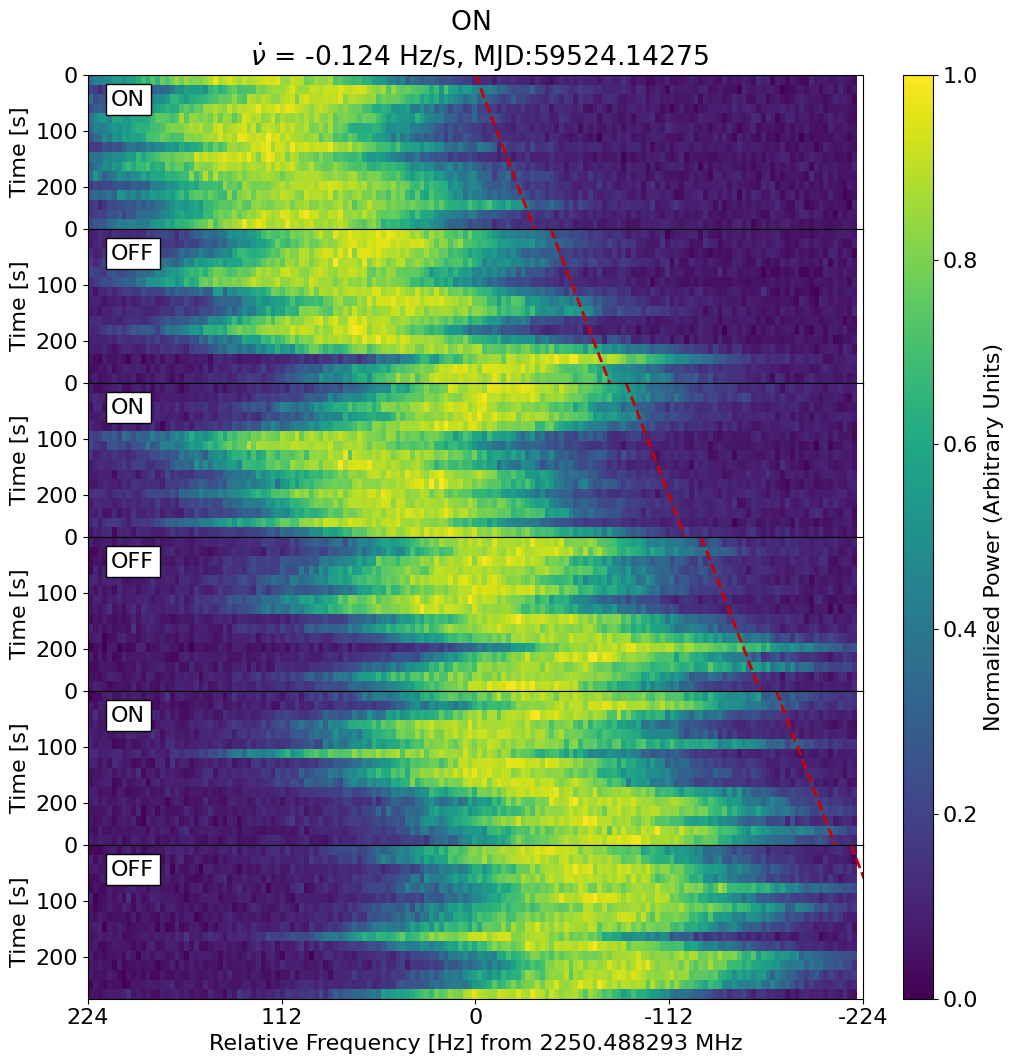 ON
ν̇ = -0.124 Hz/s, MJD:59524.14275
0
ON
100
200
Time [s]
0
OFF
100
200
Time [s]
0
ON
100
200
Time [s]
0
OFF
100
200
Time [s]
0
ON
100
200
Time [s]
0
OFF
100
200
Time [s]
224 112 0 -112 -224
Relative Frequency [Hz] from 2250.488293 MHz
1.0
0.8
0.6
0.4
0.2
0.0
Normalized Power (Arbitrary Units)